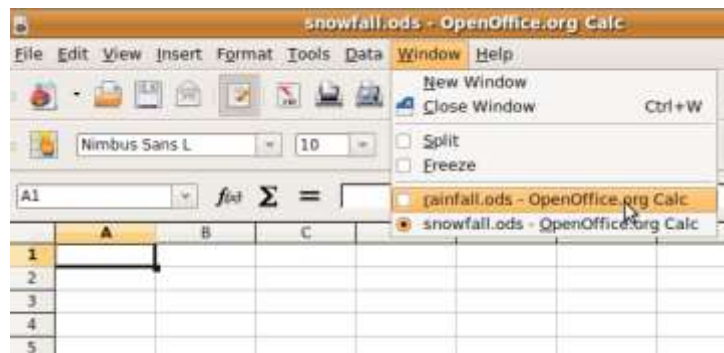 snowfall.ods - OpenOffice.org Calc
File Edit View Insert Format Tools Data Window Help
New Window
Close Window Ctrl+W
Nimbus Sans L 10
Split
Freeze
A1 f(x) Σ =
rainfall.ods - OpenOffice.org Calc
snowfall.ods - OpenOffice.org Calc
A B C
1
2
3
4
5